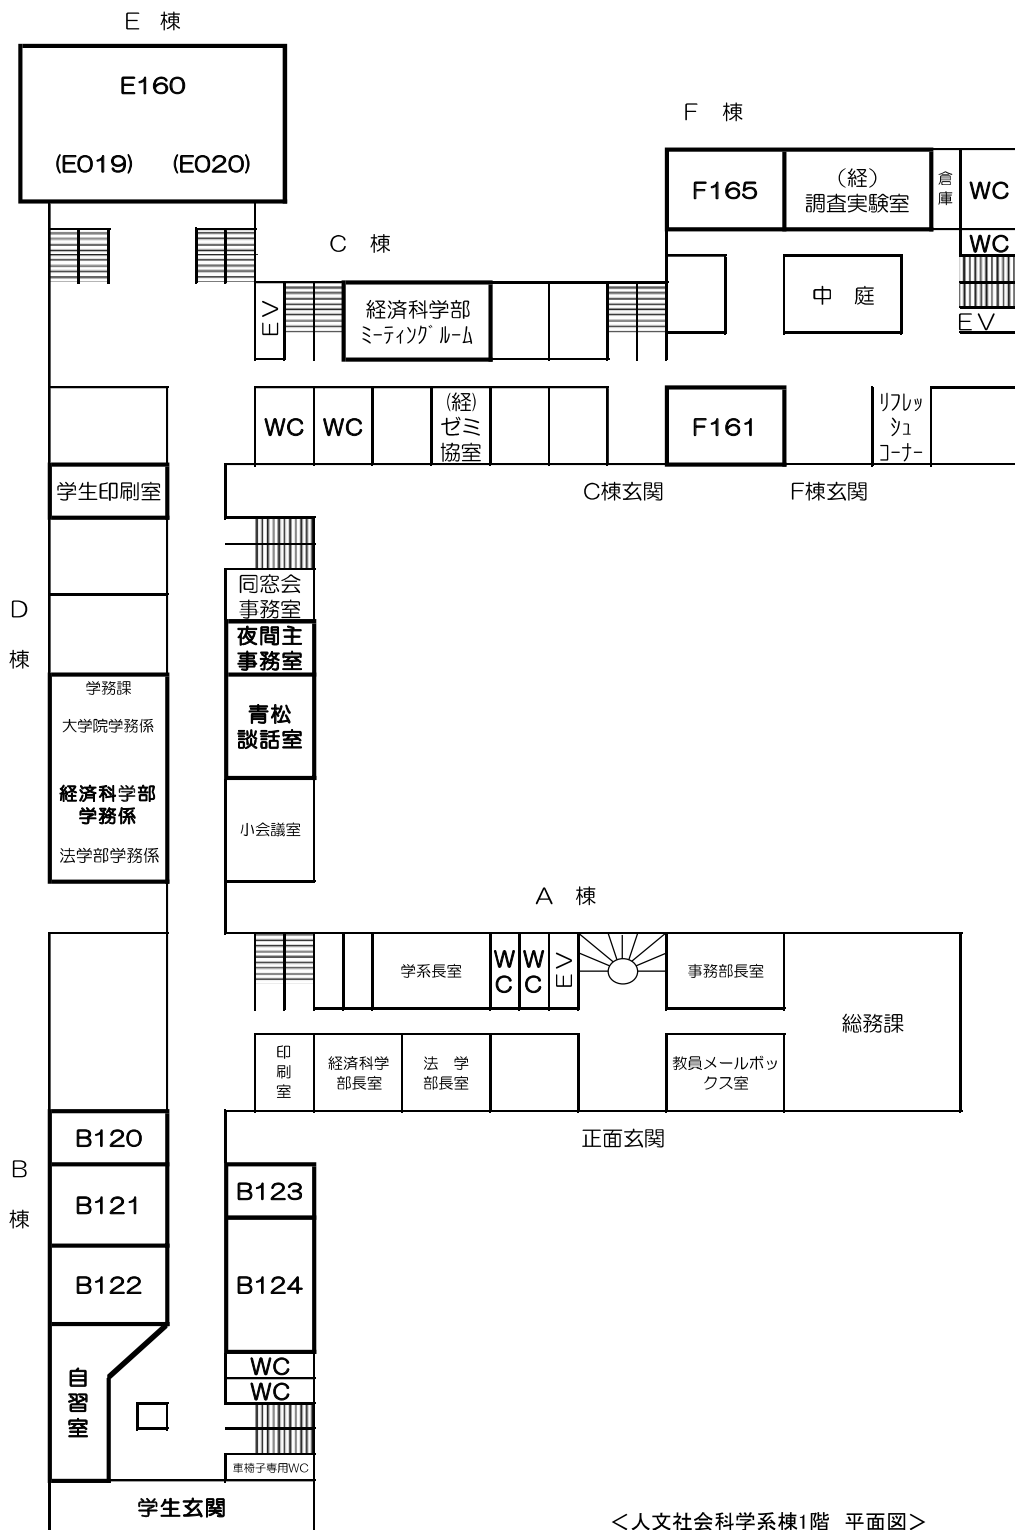 E 棟
E160
(E019) (E020)
F 棟
F165
(経)
調査実験室
倉
庫
WC
WC
C 棟
EV
経済科学部
ﾐｰﾃｨﾝｸﾞﾙｰﾑ
中 庭
EV
WC
WC
(経)
ゼミ
協室
F161
ﾘﾌﾚｯ
ｼｭ
ｺｰﾅｰ
学生印刷室
C棟玄関
F棟玄関
同窓会
事務室
夜間主
事務室
D
棟
学務課
大学院学務係
経済科学部
学務係
法学部学務係
青松
談話室
小会議室
A 棟
学系長室
W
C
W
C
EV
事務部長室
総務課
印
刷
室
経済科学
部長室
法 学
部長室
教員メールボッ
クス室
正面玄関
B
棟
B120
B121
B122
B123
B124
WC
WC
自
習
室
車椅子専用WC
学生玄関
＜人文社会科学系棟1階 平面図＞